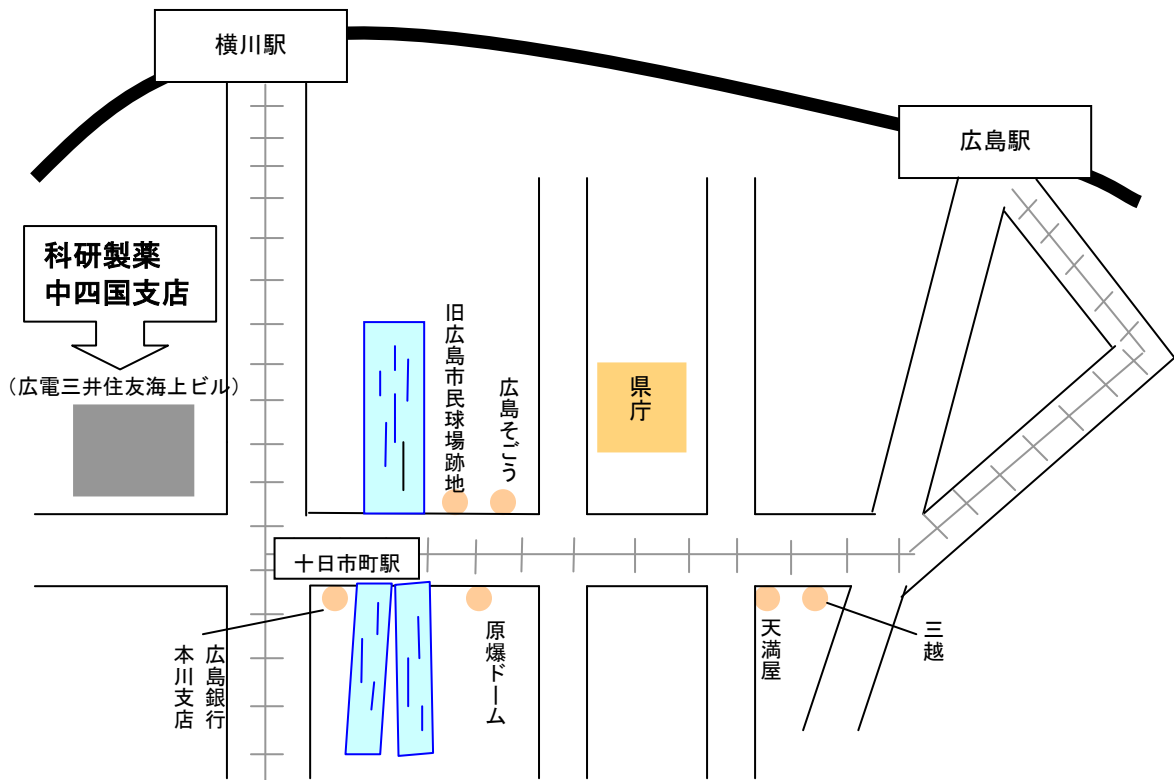 横川駅
広島駅
科研製薬
中四国支店
（広電三井住友海上ビル）
旧広島市民球場跡地
広島そごう
県庁
十日市町駅
広島銀行
本川支店
原爆ドーム
天満屋
三越